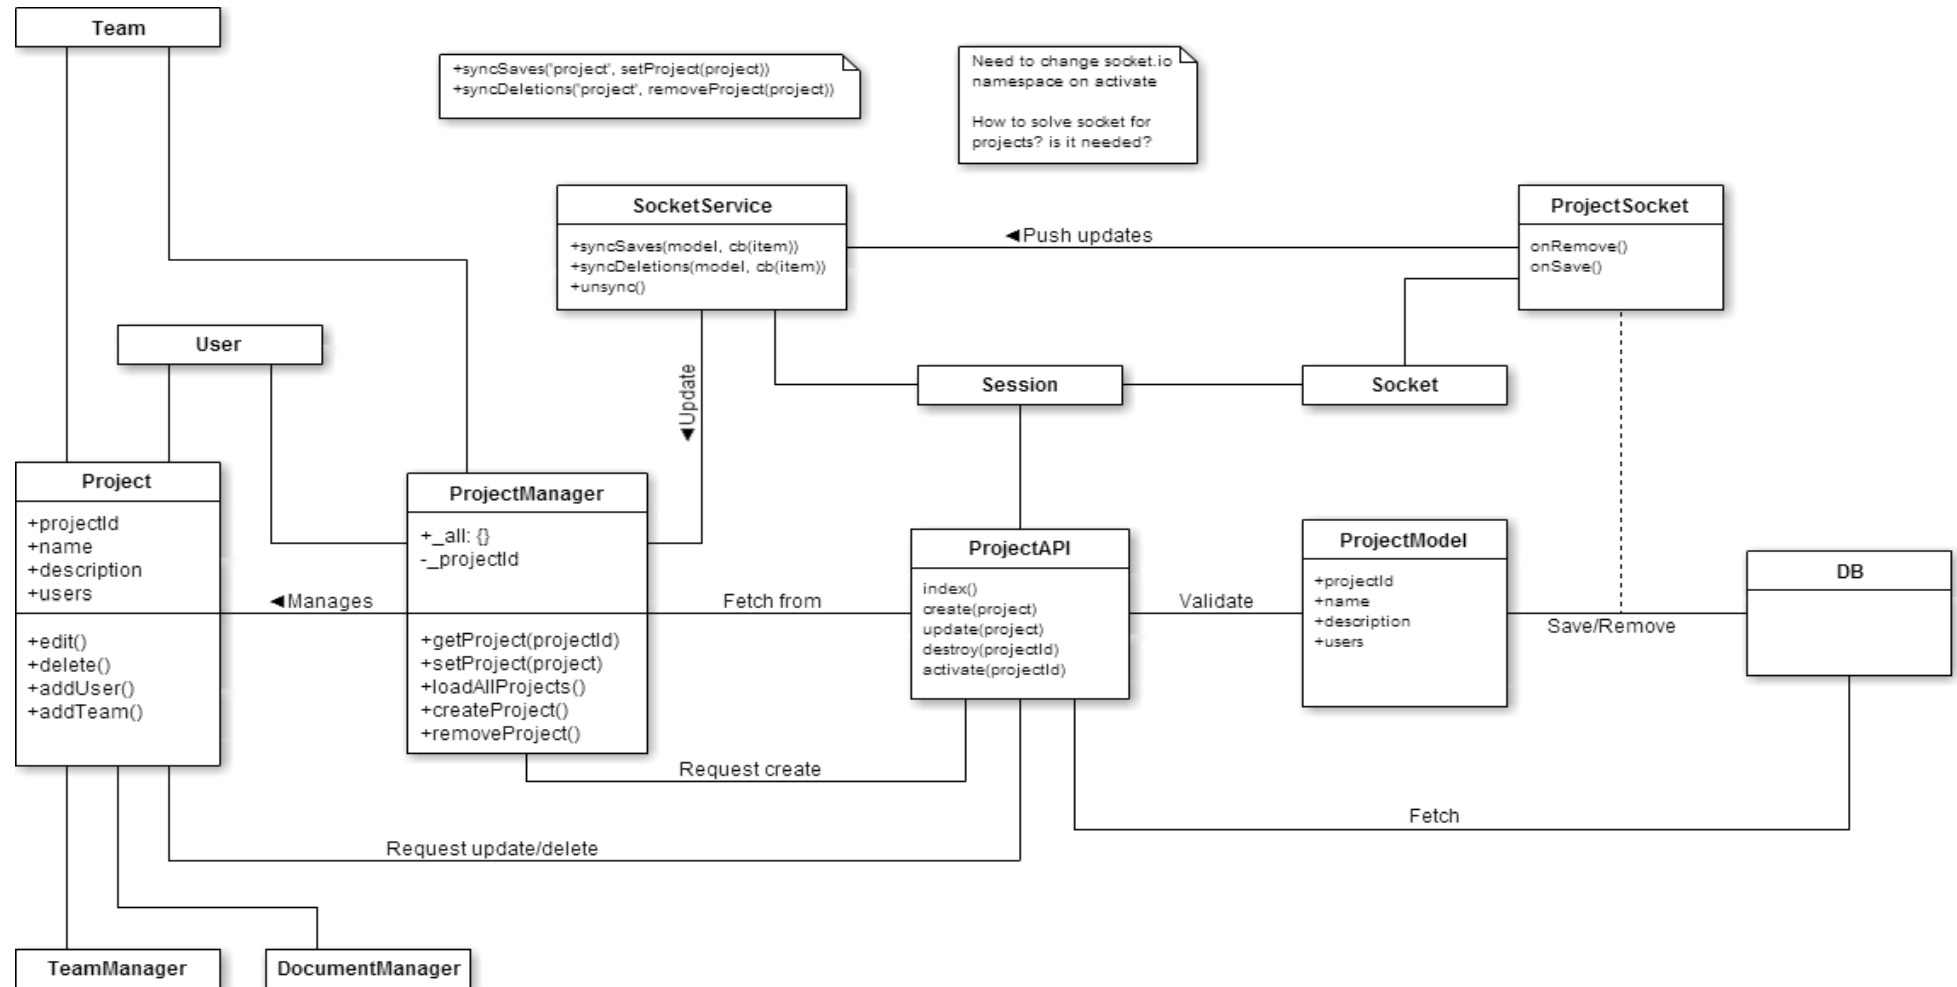 Team
+syncSaves('project', setProject(project))
+syncDeletions('project', removeProject(project))
Need to change socket.io
namespace on activate
How to solve socket for
projects? is it needed?
SocketService
+syncSaves(model, cb(item))
+syncDeletions(model, cb(item))
+unsync()
◄Push updates
ProjectSocket
onRemove()
onSave()
User
◄Update
Session
Socket
Project
+projectId
+name
+description
+users
+edit()
+delete()
+addUser()
+addTeam()
◄Manages
ProjectManager
+_all: {}
-_projectId
+getProject(projectId)
+setProject(project)
+loadAllProjects()
+createProject()
+removeProject()
Fetch from
ProjectAPI
index()
create(project)
update(project)
destroy(projectId)
activate(projectId)
Validate
ProjectModel
+projectId
+name
+description
+users
Save/Remove
DB
Request create
Fetch
Request update/delete
TeamManager
DocumentManager